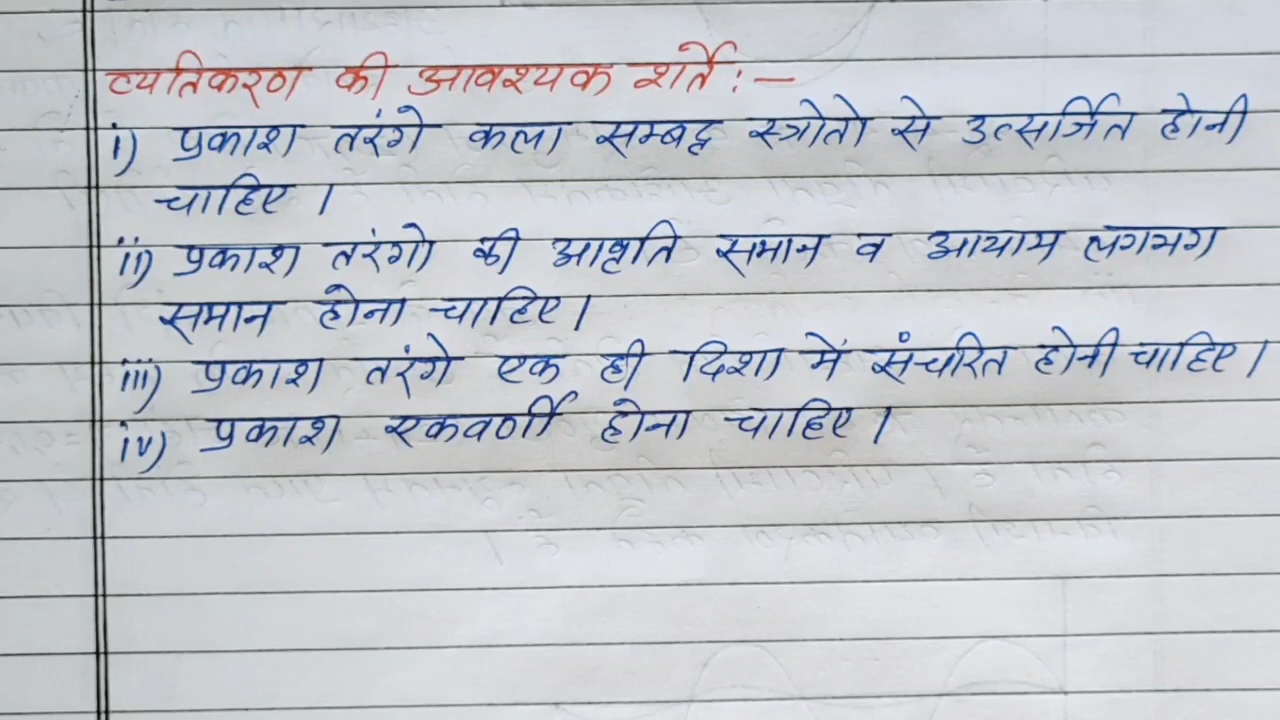 व्यतिकरण की आवश्यक शर्ते :-
i) प्रकाश तरंगे कला सम्बद्ध स्त्रोतो से उत्सर्जित होनी
चाहिए ।
ii) प्रकाश तरंगो की आवृति समान व आयाम लगभग
समान होना चाहिए ।
iii) प्रकाश तरंगे एक ही दिशा में संचरित होनी चाहिए ।
iv) प्रकाश एकवर्णी होना चाहिए ।